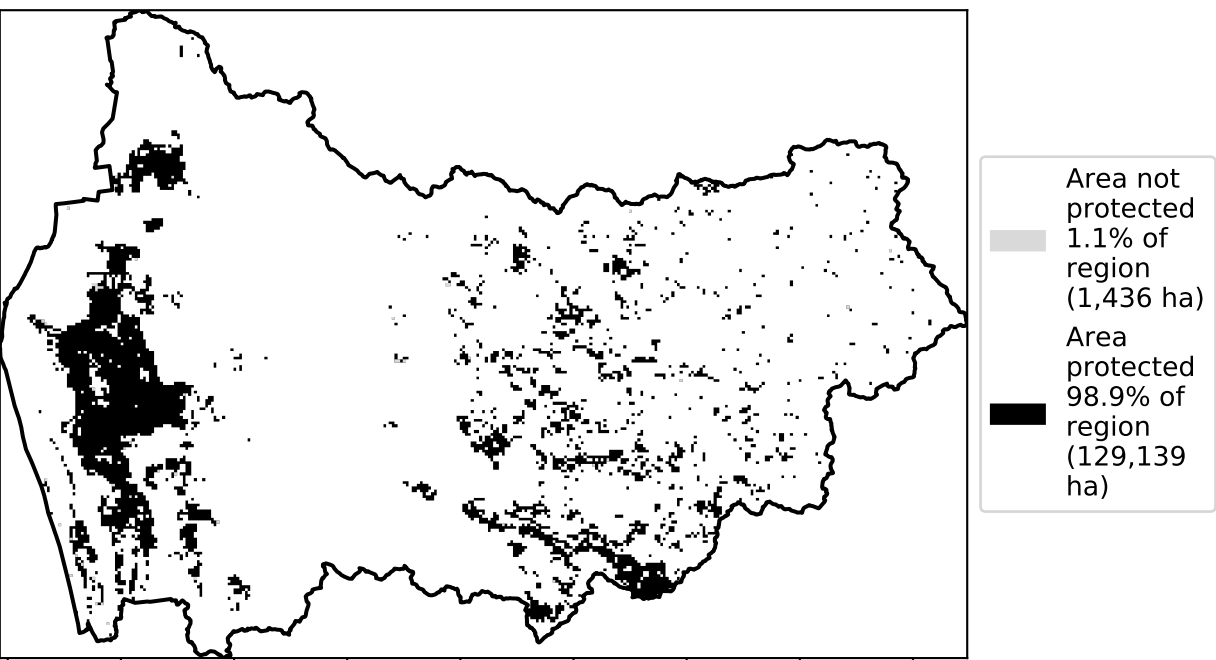 Area not
protected
1.1% of
region
(1,436 ha)
Area
protected
98.9% of
region
(129,139
ha)